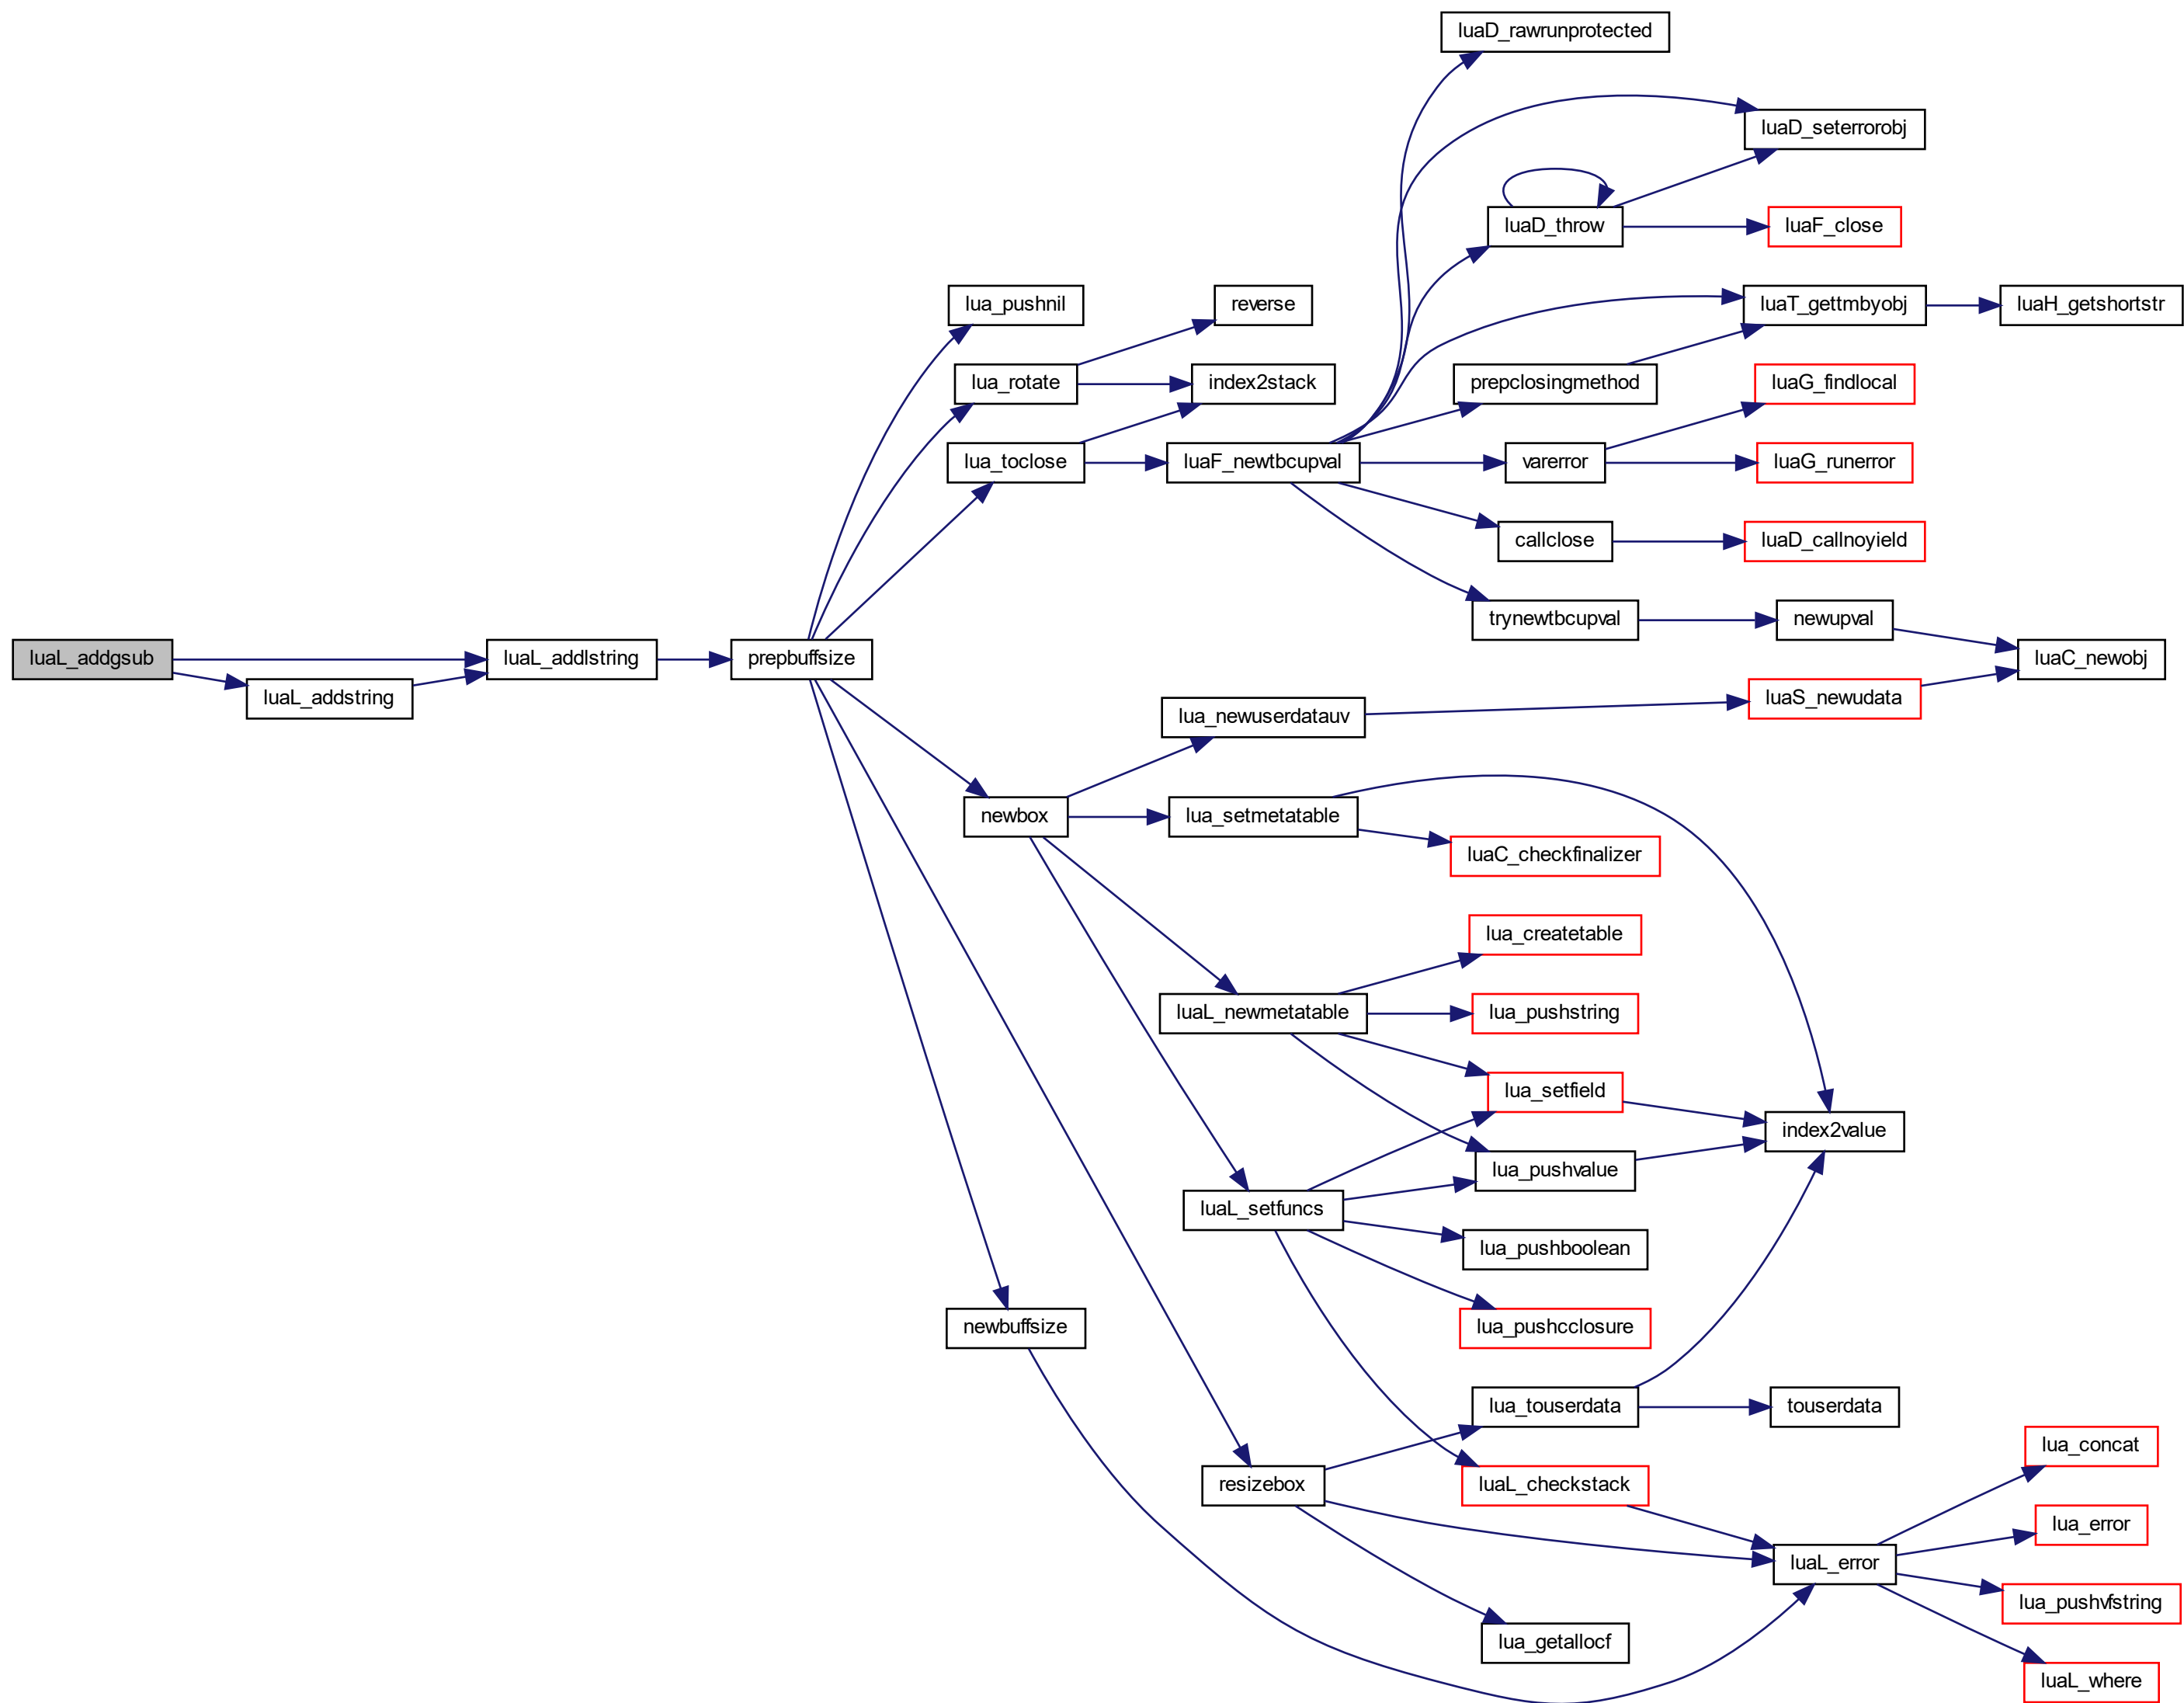 luaD_rawrunprotected
luaD_seterrorobj
luaD_throw
luaF_close
lua_pushnil
reverse
luaT_gettmbyobj
luaH_getshortstr
lua_rotate
index2stack
prepclosingmethod
luaG_findlocal
lua_toclose
luaF_newtbcupval
varerror
luaG_runerror
callclose
luaD_callnoyield
trynewtbcupval
newupval
luaL_addgsub
luaL_addlstring
prepbuffsize
luaC_newobj
luaL_addstring
lua_newuserdatauv
luaS_newudata
newbox
lua_setmetatable
luaC_checkfinalizer
lua_createtable
luaL_newmetatable
lua_pushstring
lua_setfield
index2value
lua_pushvalue
luaL_setfuncs
lua_pushboolean
newbuffsize
lua_pushcclosure
lua_touserdata
touserdata
lua_concat
resizebox
luaL_checkstack
lua_error
luaL_error
lua_pushvfstring
lua_getallocf
luaL_where